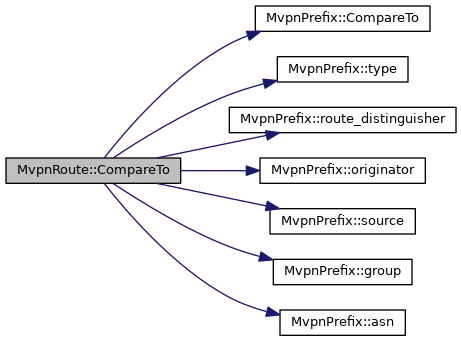 MvpnPrefix::CompareTo
MvpnPrefix::type
MvpnPrefix::route_distinguisher
MvpnRoute::CompareTo
MvpnPrefix::originator
MvpnPrefix::source
MvpnPrefix::group
MvpnPrefix::asn